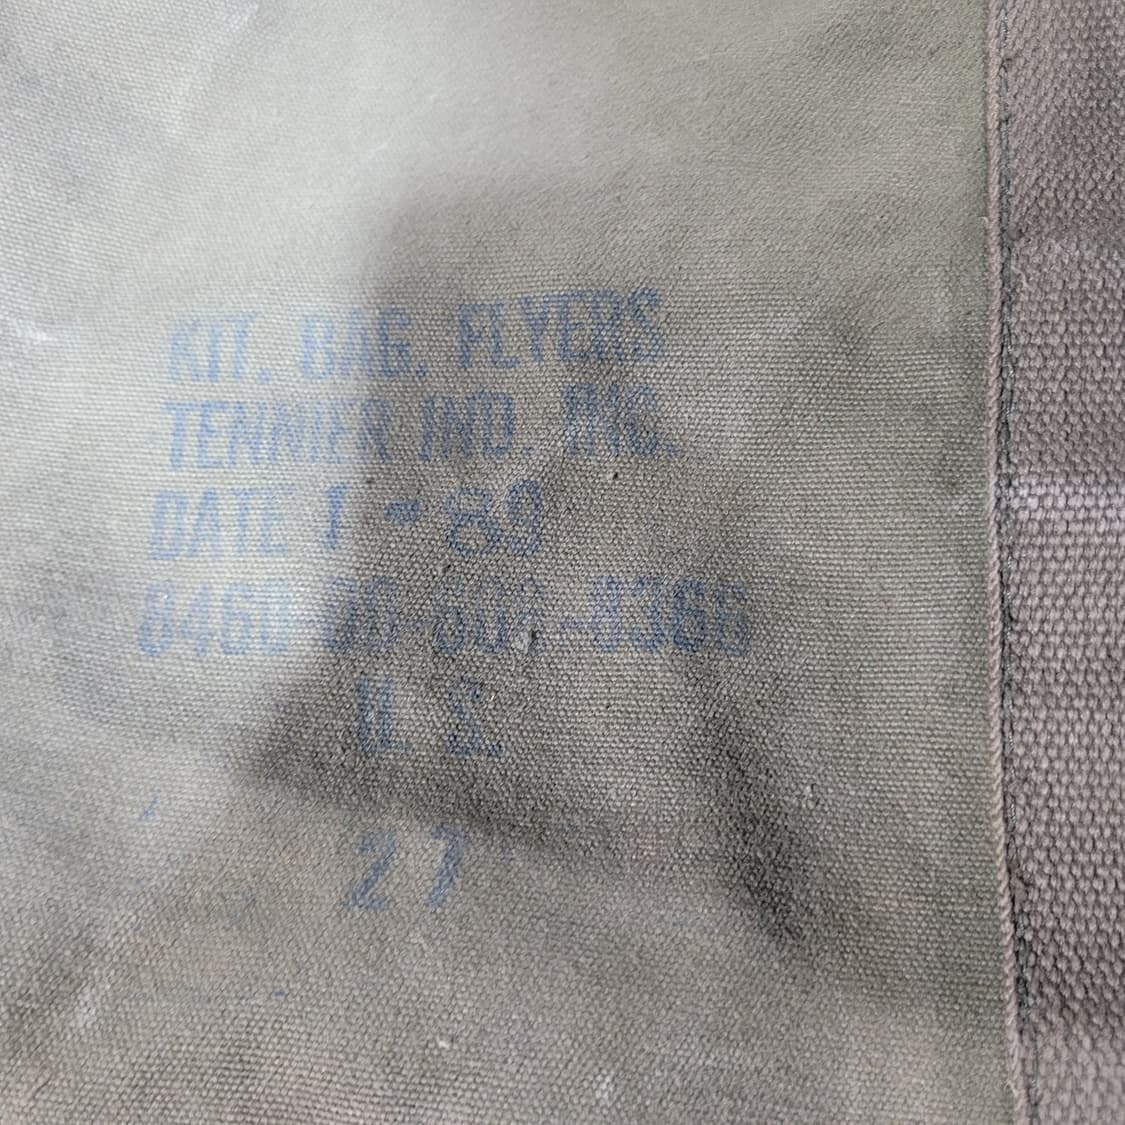 KIT. BAG. FLYERS
TENNIER IND. INC.
DATE 1 - 89
8460-00-606-8366
U. S.
27